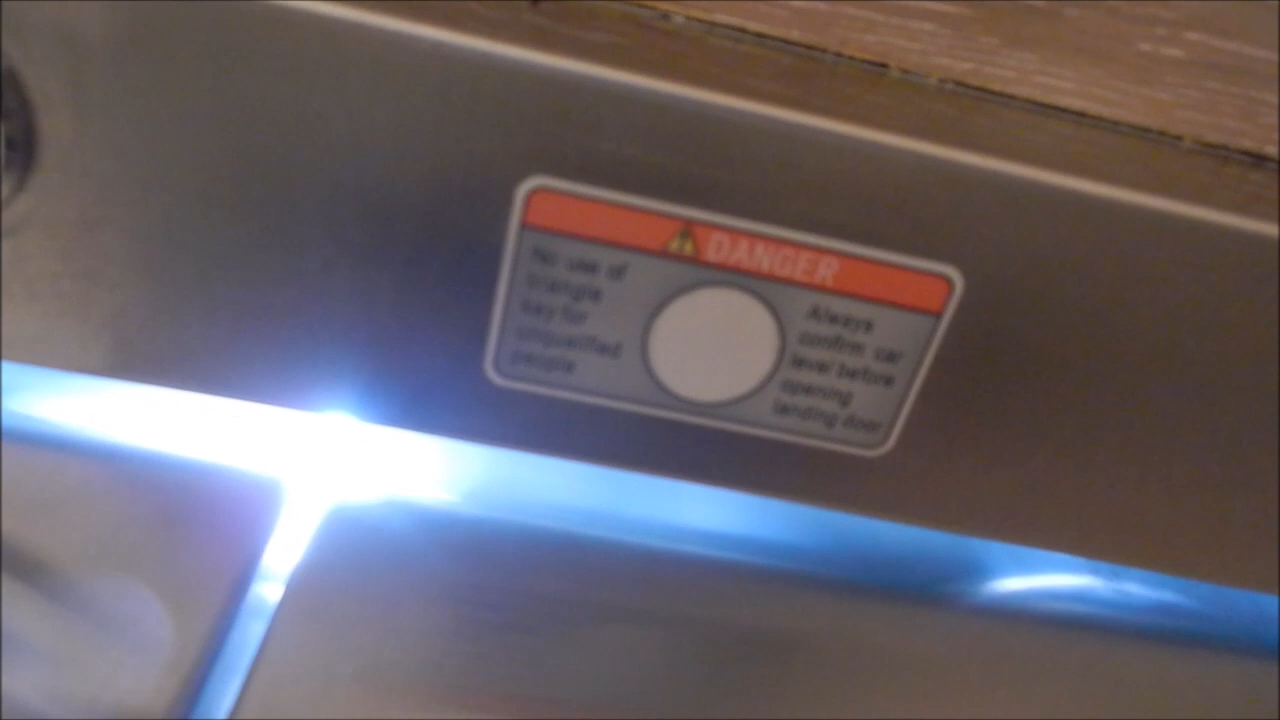 DANGER
No use of
triangle
key for
unqualified
people
Always
confirm car
level before
opening
landing door